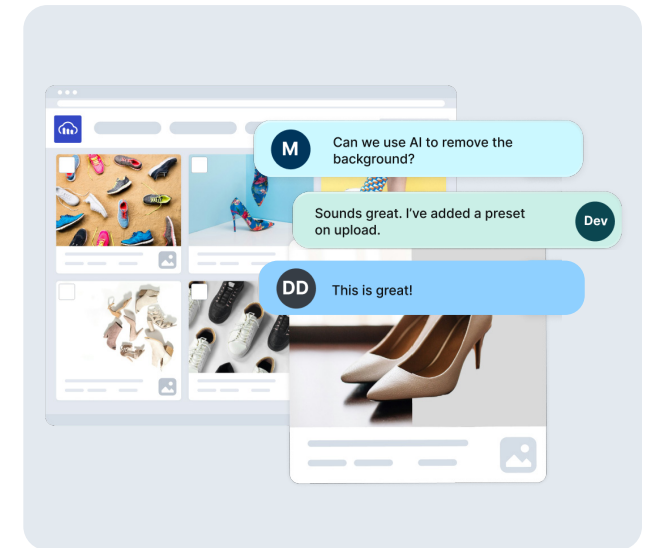 M
Can we use AI to remove the
background?
Sounds great. I've added a preset
on upload.
Dev
DD
This is great!